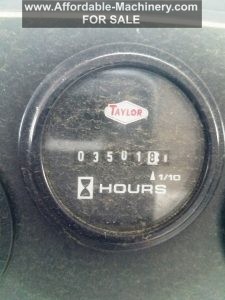 www.Affordable-Machinery.com
FOR SALE
TAYLOR
035018
1/10
HOURS